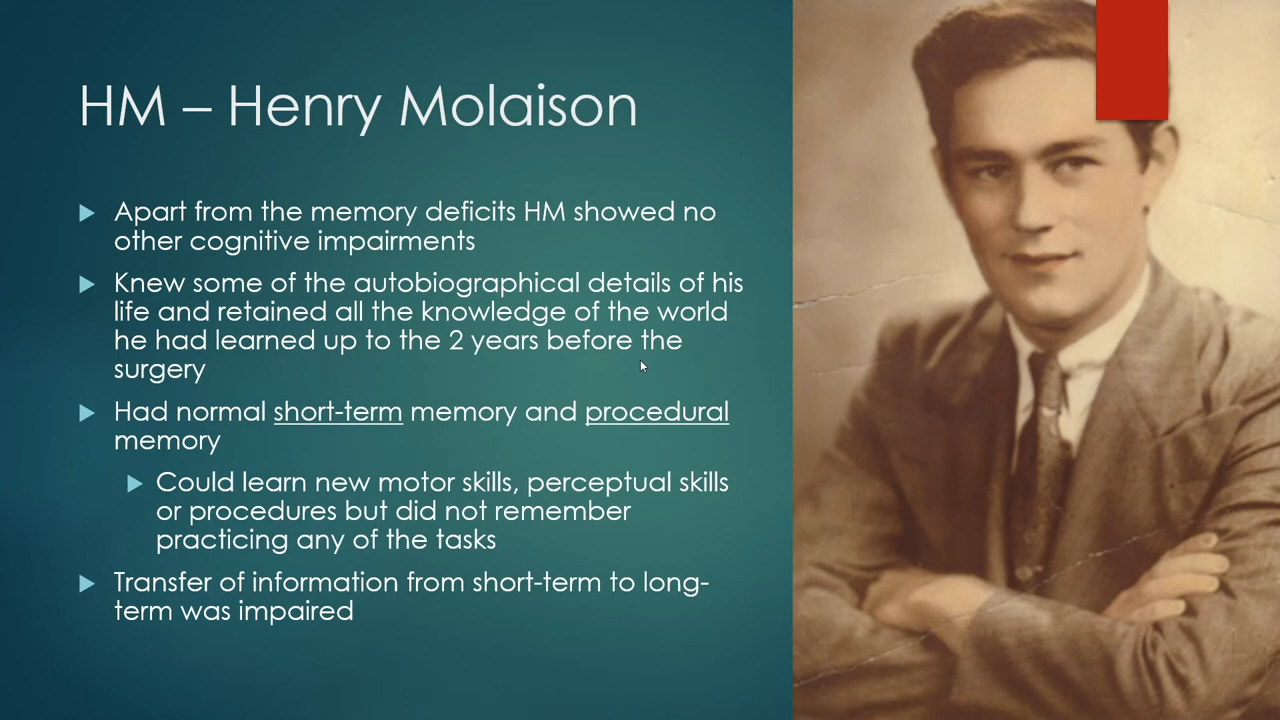 HM – Henry Molaison
Apart from the memory deficits HM showed no
other cognitive impairments
Knew some of the autobiographical details of his
life and retained all the knowledge of the world
he had learned up to the 2 years before the
surgery
Had normal short-term memory and procedural
memory
Could learn new motor skills, perceptual skills
or procedures but did not remember
practicing any of the tasks
Transfer of information from short-term to long-
term was impaired